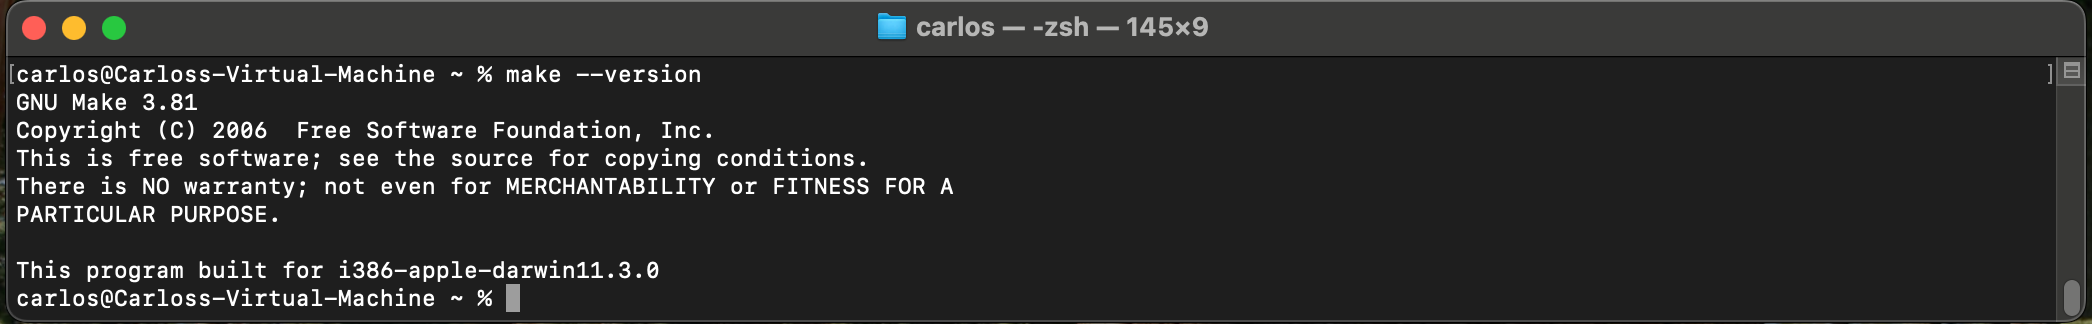 carlos — -zsh — 145×9
[carlos@Carloss-Virtual-Machine ~ % make --version ]
GNU Make 3.81
Copyright (C) 2006  Free Software Foundation, Inc.
This is free software; see the source for copying conditions.
There is NO warranty; not even for MERCHANTABILITY or FITNESS FOR A
PARTICULAR PURPOSE.

This program built for i386-apple-darwin11.3.0
carlos@Carloss-Virtual-Machine ~ %